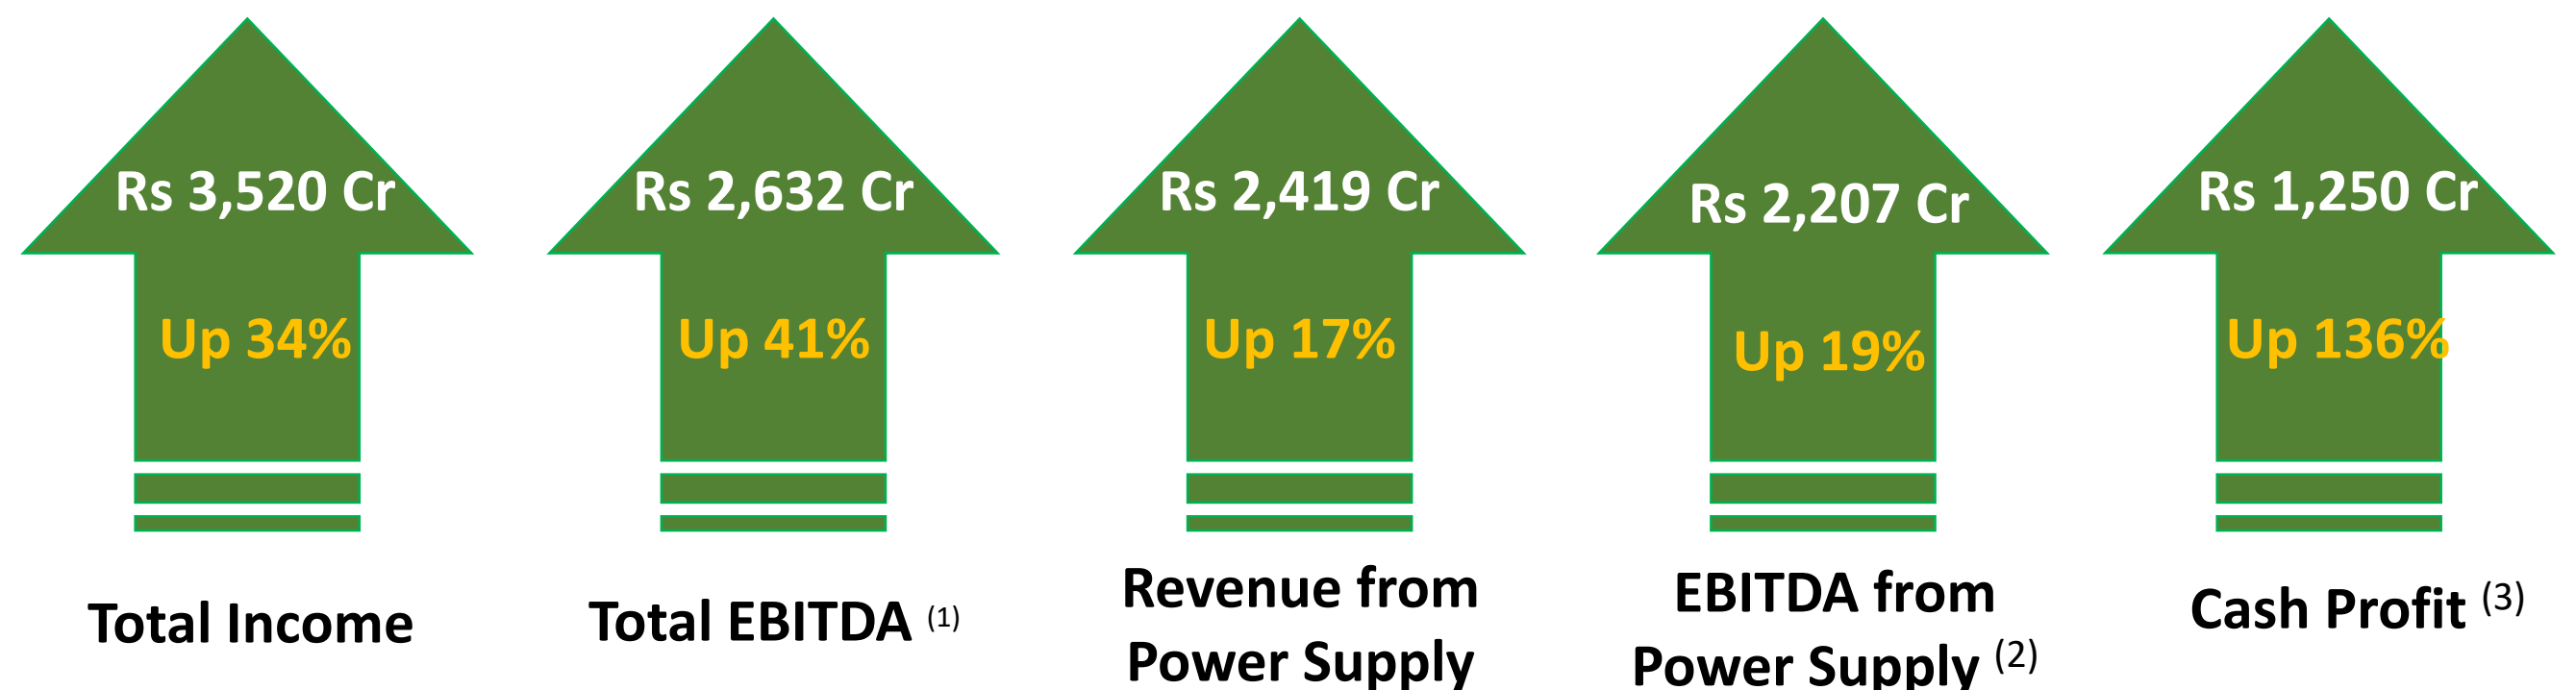 Rs 3,520 Cr
Up 34%
Total Income
Rs 2,632 Cr
Up 41%
Total EBITDA (1)
Rs 2,419 Cr
Up 17%
Revenue from
Power Supply
Rs 2,207 Cr
Up 19%
EBITDA from
Power Supply (2)
Rs 1,250 Cr
Up 136%
Cash Profit (3)